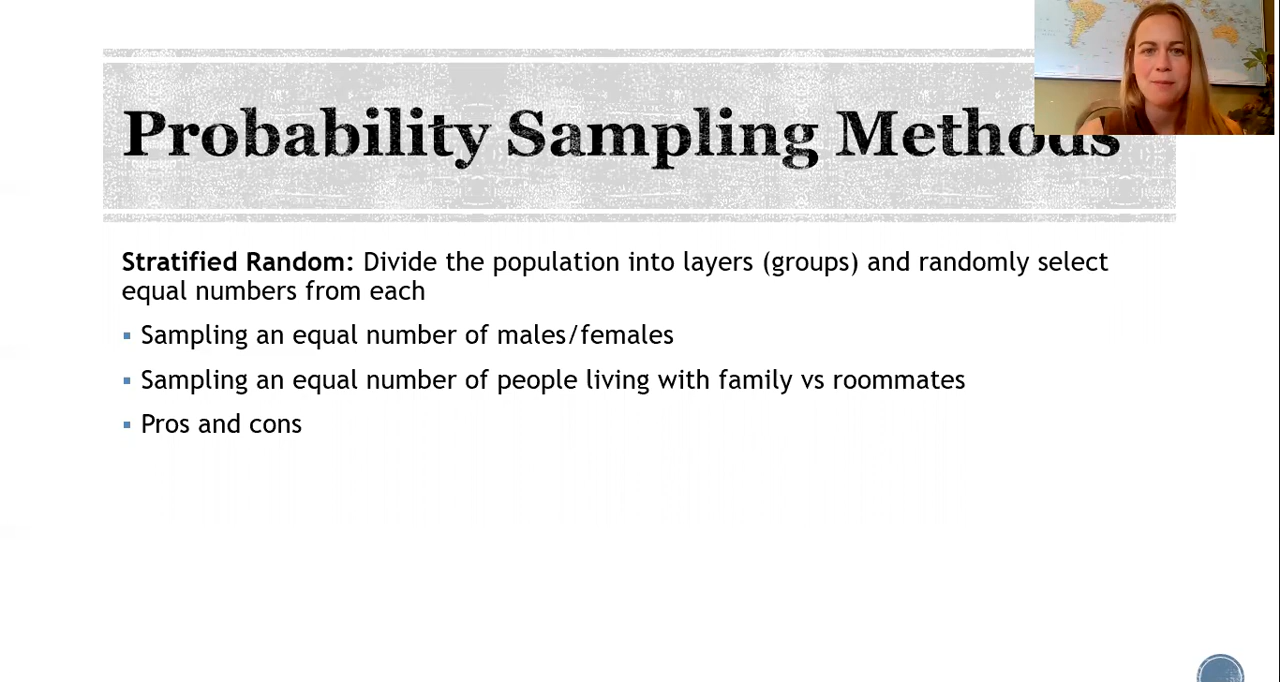 Probability Sampling Methods
Stratified Random: Divide the population into layers (groups) and randomly select
equal numbers from each
▪ Sampling an equal number of males/females
▪ Sampling an equal number of people living with family vs roommates
▪ Pros and cons